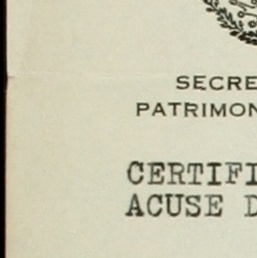 SECRE
PATRIMON
CERTIFI
ACUSE D